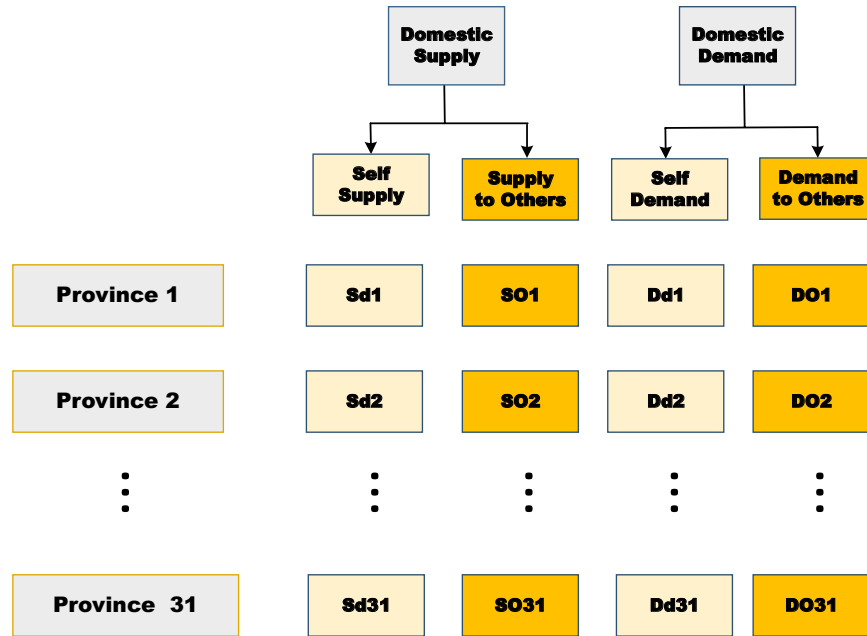 Domestic
Supply
Domestic
Demand
Self
Supply
Supply
to Others
Self
Demand
Demand
to Others
Province 1
Sd1
SO1
Dd1
DO1
Province 2
Sd2
SO2
Dd2
DO2
Province 31
Sd31
SO31
Dd31
DO31